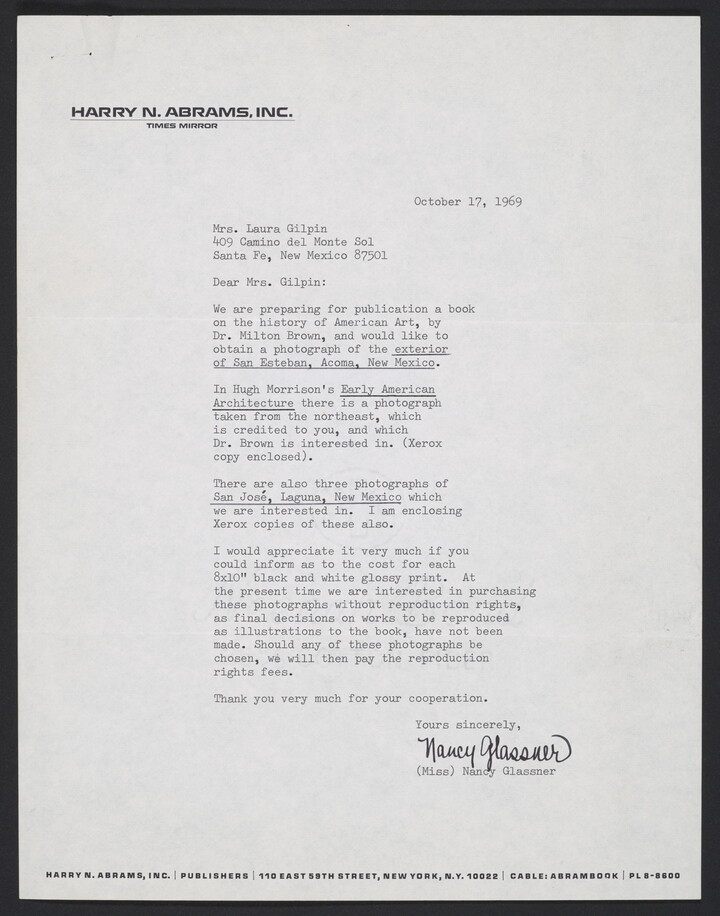 HARRY N. ABRAMS, INC.
TIMES MIRROR
October 17, 1969
Mrs. Laura Gilpin
409 Camino del Monte Sol
Santa Fe, New Mexico 87501
Dear Mrs. Gilpin:
We are preparing for publication a book
on the history of American Art, by
Dr. Milton Brown, and would like to
obtain a photograph of the exterior
of San Esteban, Acoma, New Mexico.
In Hugh Morrison's Early American
Architecture there is a photograph
taken from the northeast, which
is credited to you, and which
Dr. Brown is interested in. (Xerox
copy enclosed).
There are also three photographs of
San José, Laguna, New Mexico which
we are interested in.  I am enclosing
Xerox copies of these also.
I would appreciate it very much if you
could inform as to the cost for each
8x10" black and white glossy print.  At
the present time we are interested in purchasing
these photographs without reproduction rights,
as final decisions on works to be reproduced
as illustrations to the book, have not been
made. Should any of these photographs be
chosen, we will then pay the reproduction
rights fees.
Thank you very much for your cooperation.
Yours sincerely,
Nancy Glassner
(Miss) Nancy Glassner
HARRY N. ABRAMS, INC. | PUBLISHERS | 110 EAST 59TH STREET, NEW YORK, N.Y. 10022 | CABLE: ABRAMBOOK | PL 8-8600